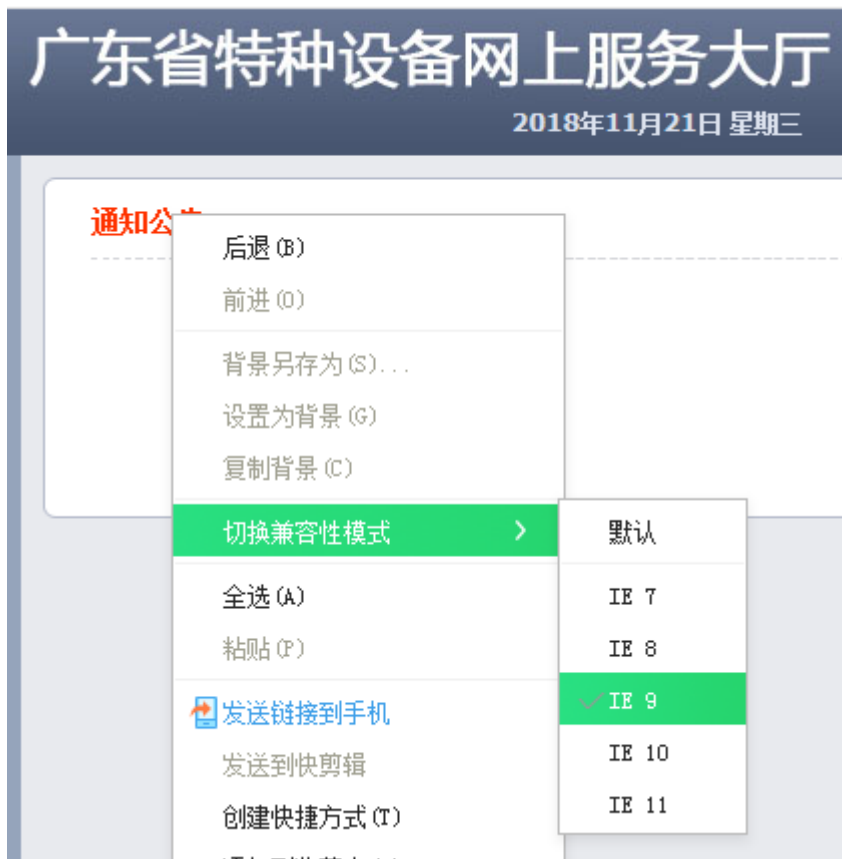 广东省特种设备网上服务大厅
2018年11月21日 星期三
通知公
后退(B)
前进(O)
背景另存为(S)...
设置为背景(G)
复制背景(C)
切换兼容性模式
默认
全选(A)
IE 7
粘贴(P)
IE 8
发送链接到手机
IE 9
发送到快剪辑
IE 10
创建快捷方式(T)
IE 11